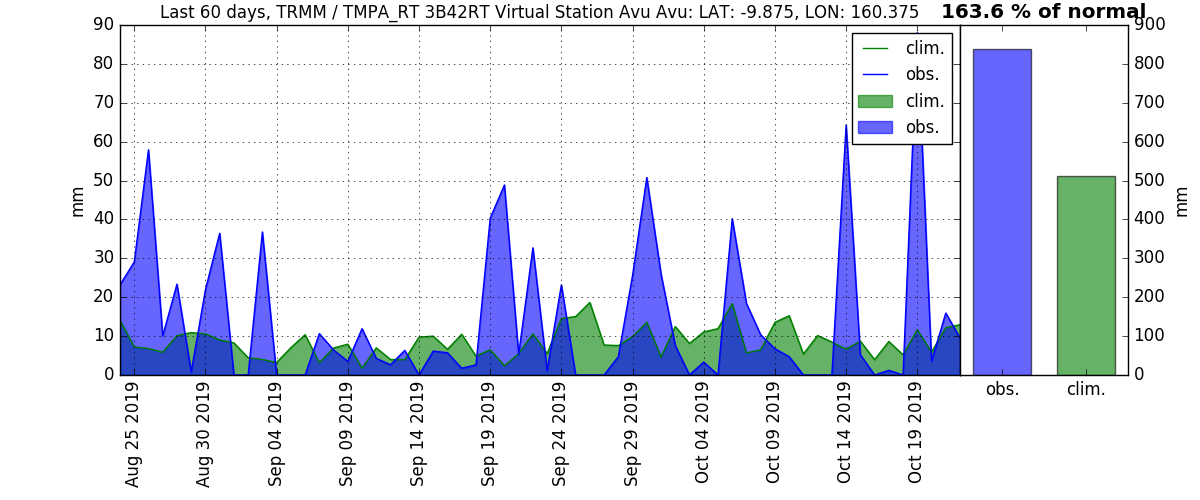 Last 60 days, TRMM / TMPA_RT 3B42RT Virtual Station Avu Avu: LAT: -9.875, LON: 160.375
163.6 % of normal
90
80
70
60
50
40
30
20
10
0
mm
clim.
obs.
clim.
obs.
Aug 25 2019
Aug 30 2019
Sep 04 2019
Sep 09 2019
Sep 14 2019
Sep 19 2019
Sep 24 2019
Sep 29 2019
Oct 04 2019
Oct 09 2019
Oct 14 2019
Oct 19 2019
900
800
700
600
500
400
300
200
100
0
mm
obs.
clim.